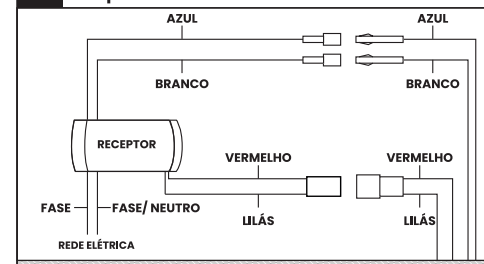 AZUL AZUL
BRANCO BRANCO
RECEPTOR
VERMELHO VERMELHO
FASE FASE/ NEUTRO
LILÁS LILÁS
REDE ELÉTRICA